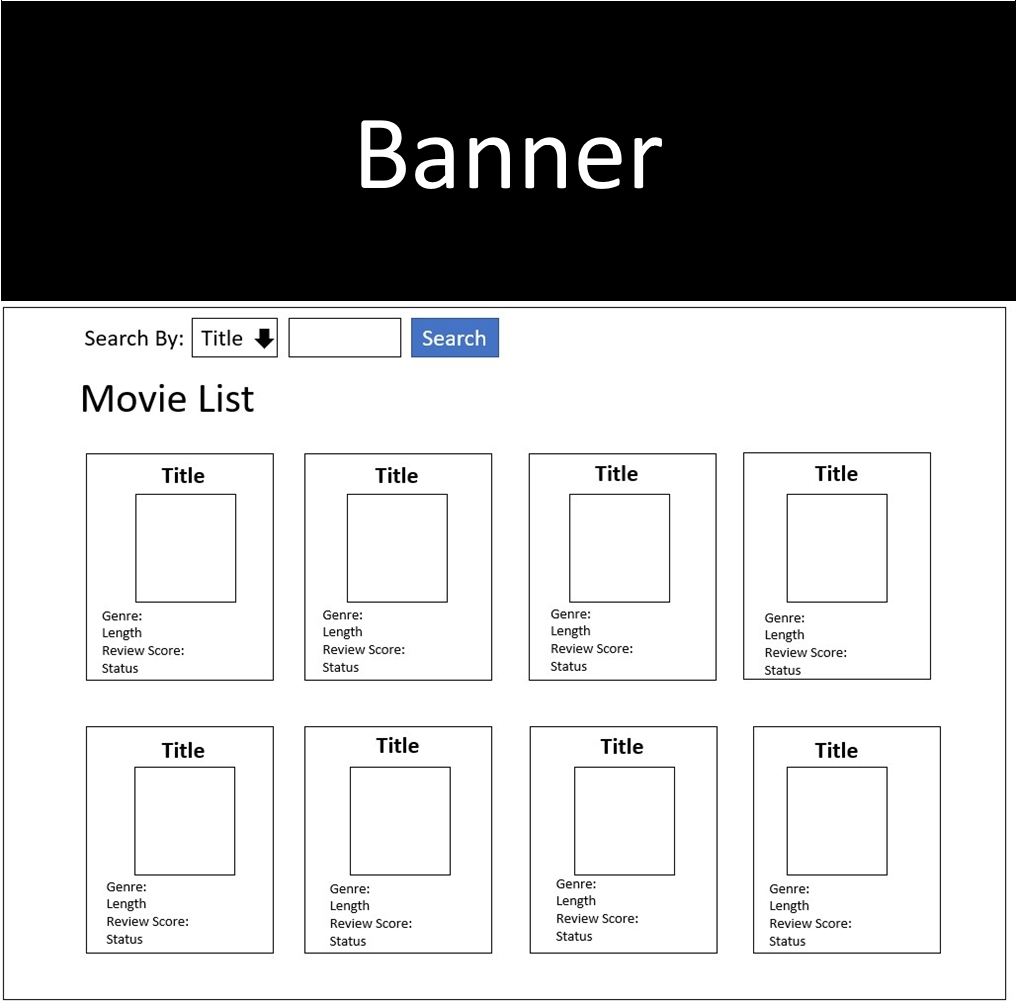 Banner
Search By: Title Search
Movie List
Title
Genre:
Length
Review Score:
Status
Title
Genre:
Length
Review Score:
Status
Title
Genre:
Length
Review Score:
Status
Title
Genre:
Length
Review Score:
Status
Title
Genre:
Length
Review Score:
Status
Title
Genre:
Length
Review Score:
Status
Title
Genre:
Length
Review Score:
Status
Title
Genre:
Length
Review Score:
Status